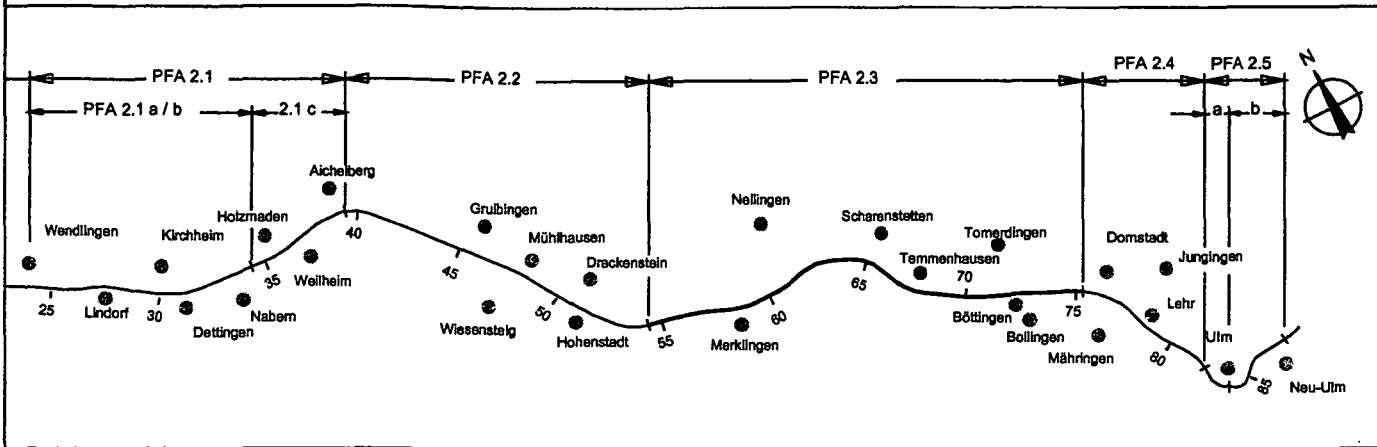 PFA 2.1
PFA 2.2
PFA 2.3
PFA 2.4
PFA 2.5
N
PFA 2.1 a / b
2.1 c
a
b
Aichelberg
Wendlingen
Kirchheim
Holzmaden
40
Gruibingen
Nellingen
Scharenstetten
Tomerdingen
Dornstadt
Jungingen
Mühlhausen
Drackenstein
Temmenhausen
35
Weilheim
45
65
70
75
25
Lindorf
30
Dettingen
Nabern
Wiesensteig
50
Hohenstadt
55
Merklingen
60
Böttingen
Bollingen
Mähringen
Lehr
80
Ulm
85
Neu-Ulm